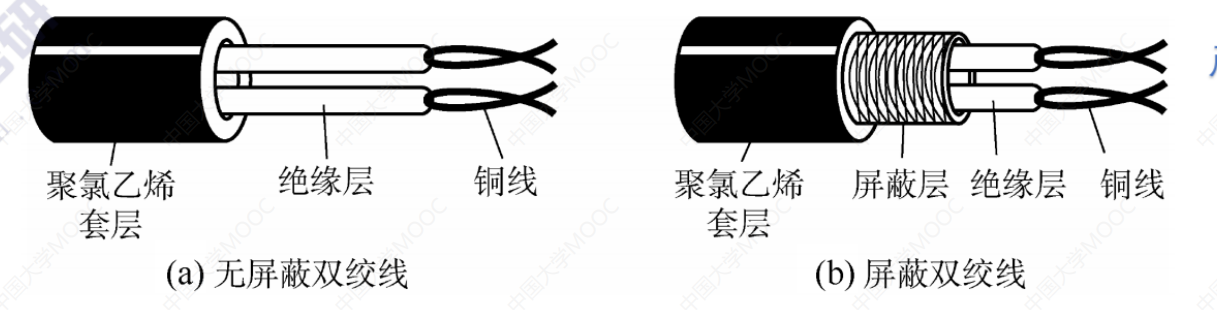 聚氯乙烯
套层
绝缘层
铜线
(a) 无屏蔽双绞线
聚氯乙烯
套层
屏蔽层
绝缘层
铜线
(b) 屏蔽双绞线
中国大学MOOC